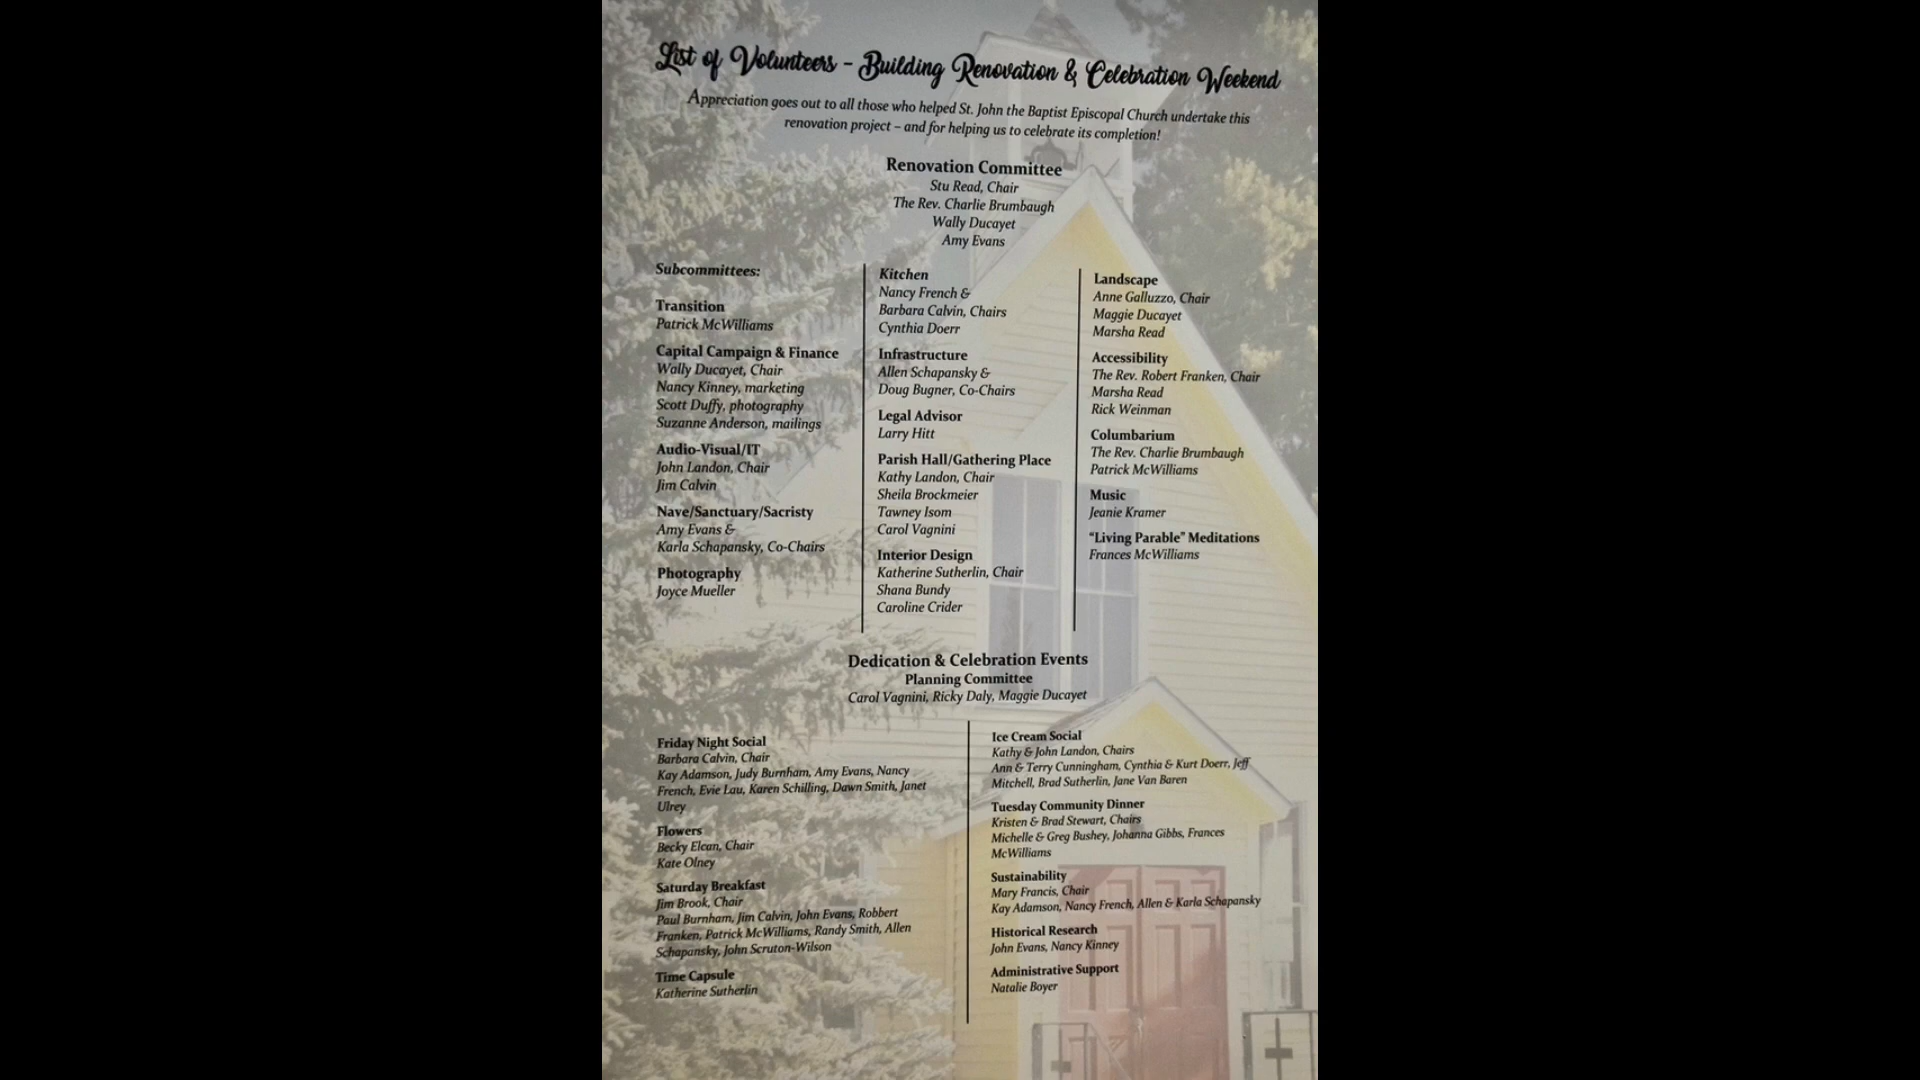 List of Volunteers - Building Renovation & Celebration Weekend
Appreciation goes out to all those who helped St. John the Baptist Episcopal Church undertake this
renovation project – and for helping us to celebrate its completion!
Renovation Committee
Stu Read, Chair
The Rev. Charlie Brumbaugh
Wally Ducayet
Amy Evans
Subcommittees:
Transition
Patrick McWilliams
Capital Campaign & Finance
Wally Ducayet, Chair
Nancy Kinney, marketing
Scott Duffy, photography
Suzanne Anderson, mailings
Audio-Visual/IT
John Landon, Chair
Jim Calvin
Nave/Sanctuary/Sacristy
Amy Evans &
Karla Schapansky, Co-Chairs
Photography
Joyce Mueller
Kitchen
Nancy French &
Barbara Calvin, Chairs
Cynthia Doerr
Infrastructure
Allen Schapansky &
Doug Bugner, Co-Chairs
Legal Advisor
Larry Hitt
Parish Hall/Gathering Place
Kathy Landon, Chair
Sheila Brockmeier
Tawney Isom
Carol Vagnini
Interior Design
Katherine Sutherlin, Chair
Shana Bundy
Caroline Crider
Landscape
Anne Galluzzo, Chair
Maggie Ducayet
Marsha Read
Accessibility
The Rev. Robert Franken, Chair
Marsha Read
Rick Weinman
Columbarium
The Rev. Charlie Brumbaugh
Patrick McWilliams
Music
Jeanie Kramer
“Living Parable” Meditations
Frances McWilliams
Dedication & Celebration Events
Planning Committee
Carol Vagnini, Ricky Daly, Maggie Ducayet
Friday Night Social
Barbara Calvin, Chair
Kay Adamson, Judy Burnham, Amy Evans, Nancy
French, Evie Lau, Karen Schilling, Dawn Smith, Janet
Ulrey
Flowers
Becky Elcan, Chair
Kate Olney
Saturday Breakfast
Jim Brook, Chair
Paul Burnham, Jim Calvin, John Evans, Robbert
Franken, Patrick McWilliams, Randy Smith, Allen
Schapansky, John Scruton-Wilson
Time Capsule
Katherine Sutherlin
Ice Cream Social
Kathy & John Landon, Chairs
Ann & Terry Cunningham, Cynthia & Kurt Doerr, Jeff
Mitchell, Brad Sutherlin, Jane Van Baren
Tuesday Community Dinner
Kristen & Brad Stewart, Chairs
Michelle & Greg Bushey, Johanna Gibbs, Frances
McWilliams
Sustainability
Mary Francis, Chair
Kay Adamson, Nancy French, Allen & Karla Schapansky
Historical Research
John Evans, Nancy Kinney
Administrative Support
Natalie Boyer